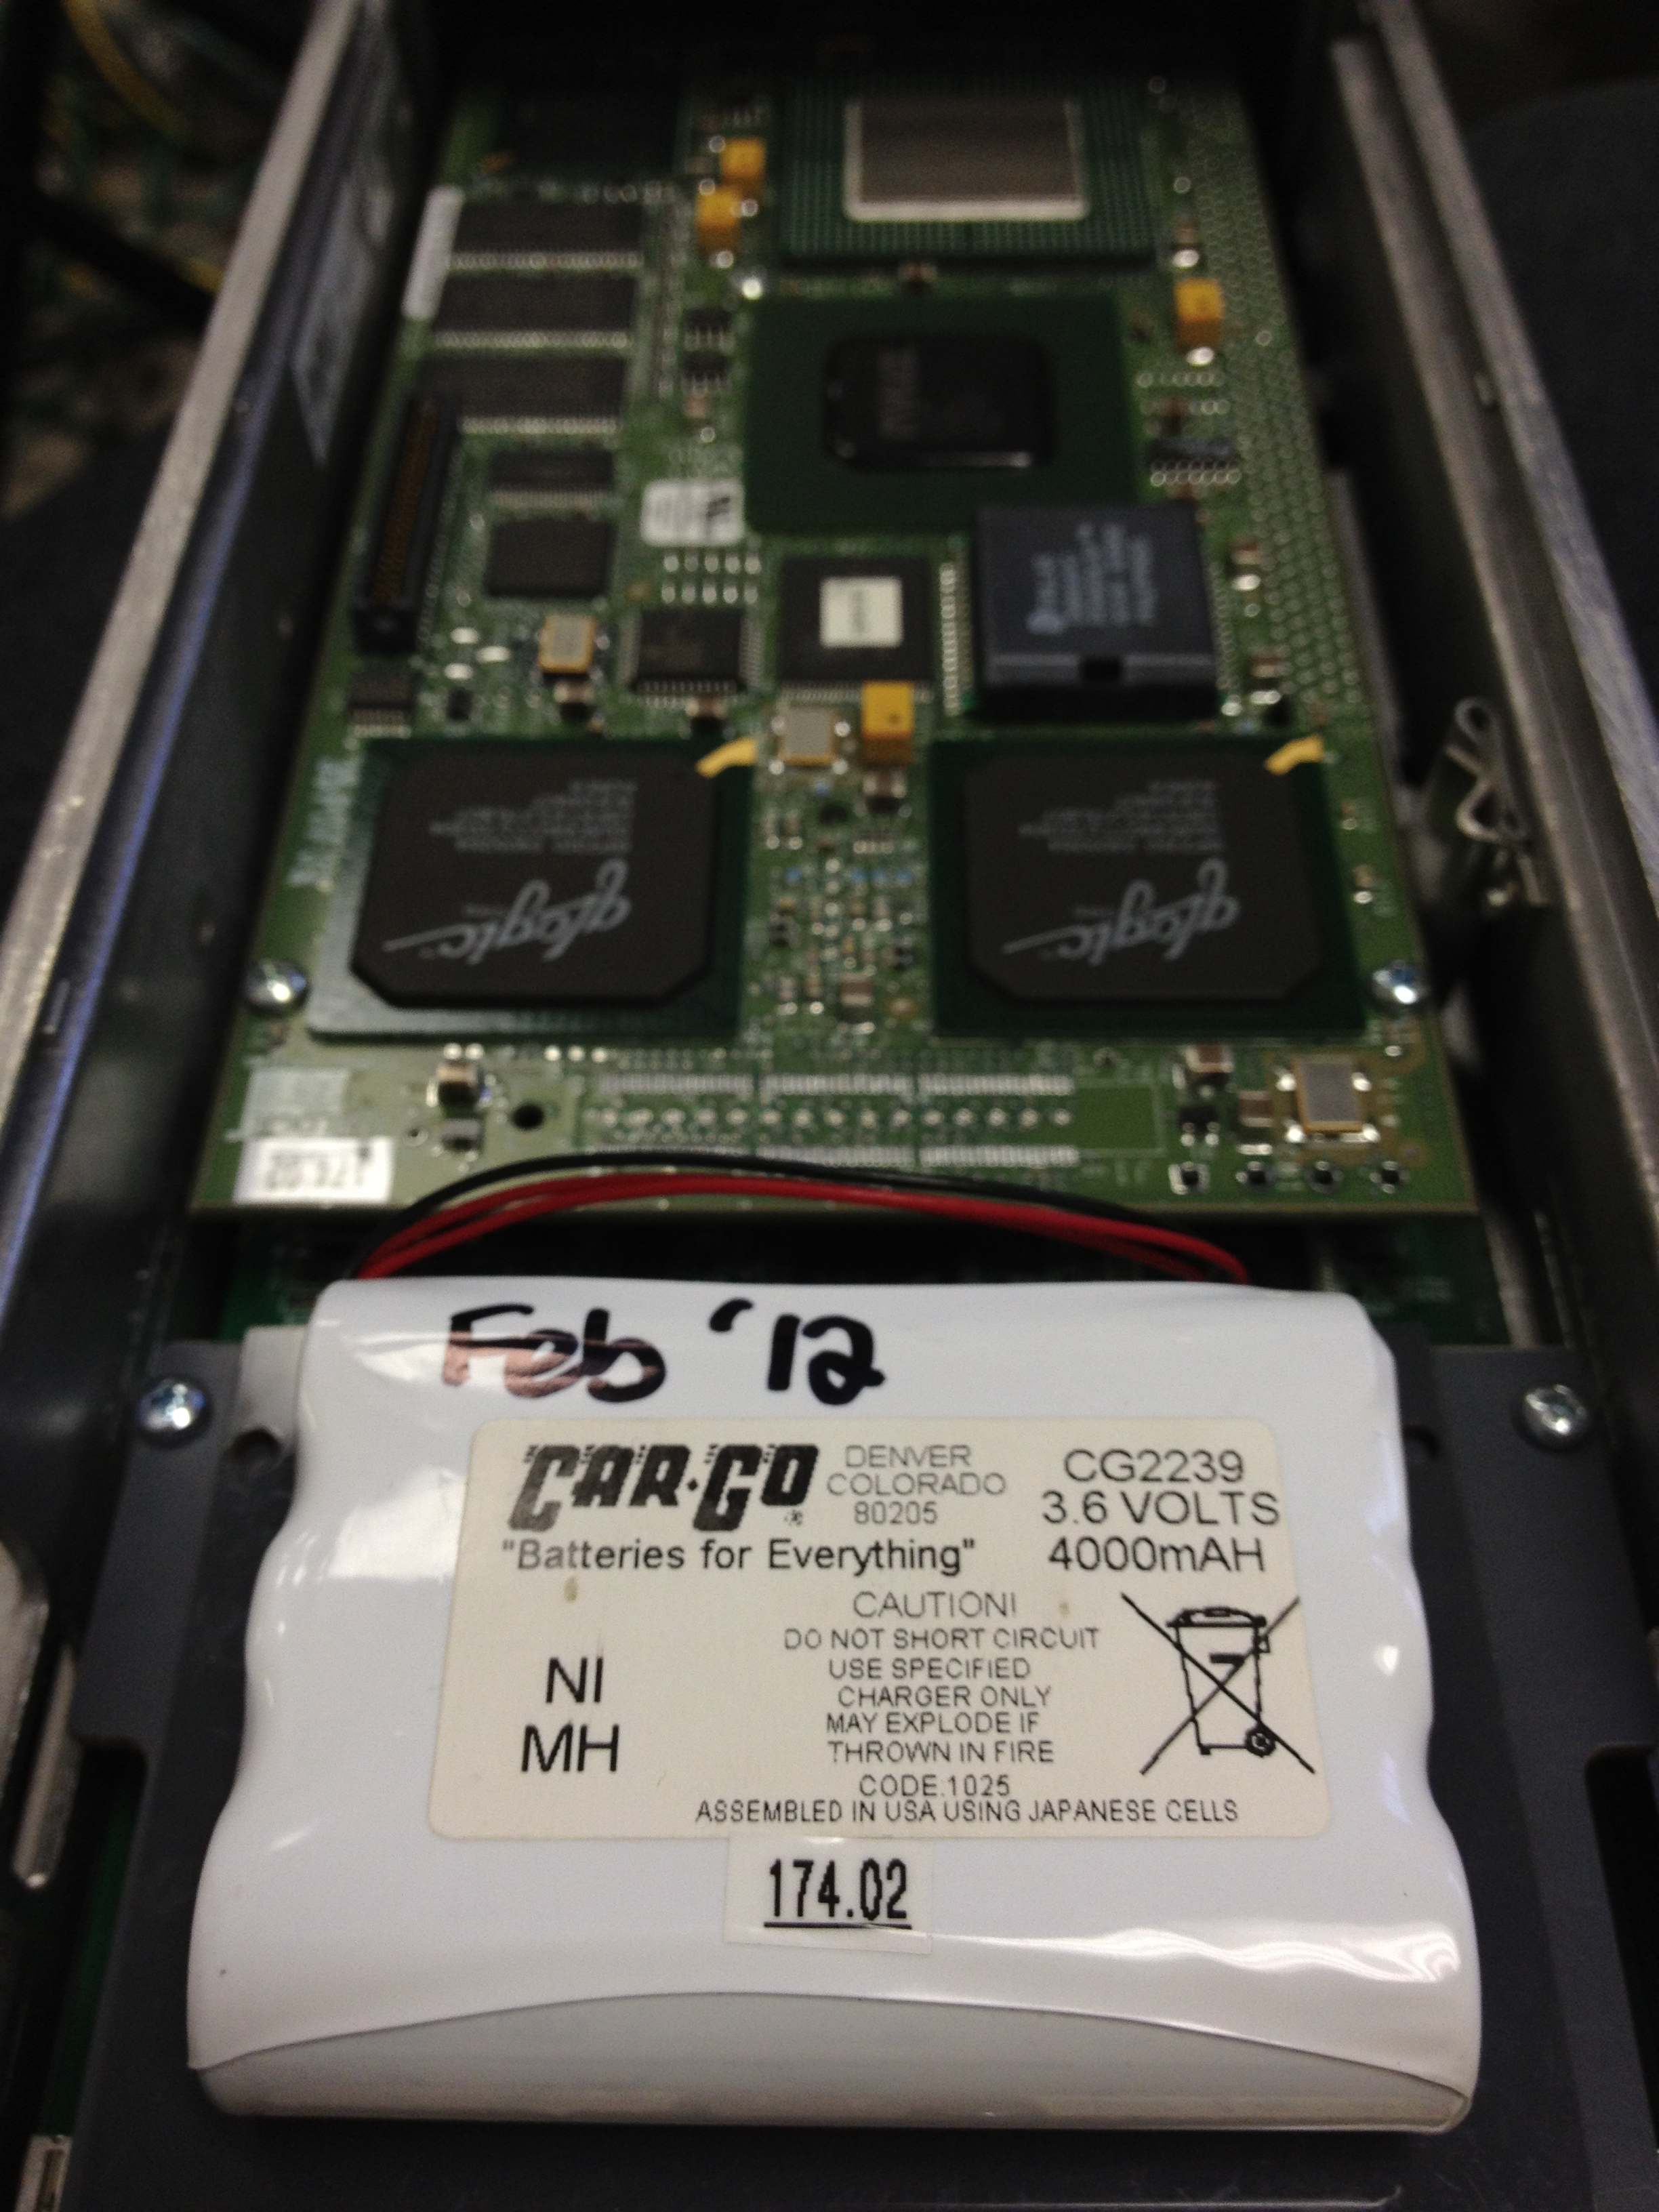 qlogic
qlogic
Feb '12
CAR·GO
DENVER
COLORADO
80205
"Batteries for Everything"
CG2239
3.6 VOLTS
4000mAH
NI
MH
CAUTION!
DO NOT SHORT CIRCUIT
USE SPECIFIED
CHARGER ONLY
MAY EXPLODE IF
THROWN IN FIRE
CODE:1025
ASSEMBLED IN USA USING JAPANESE CELLS
174.02